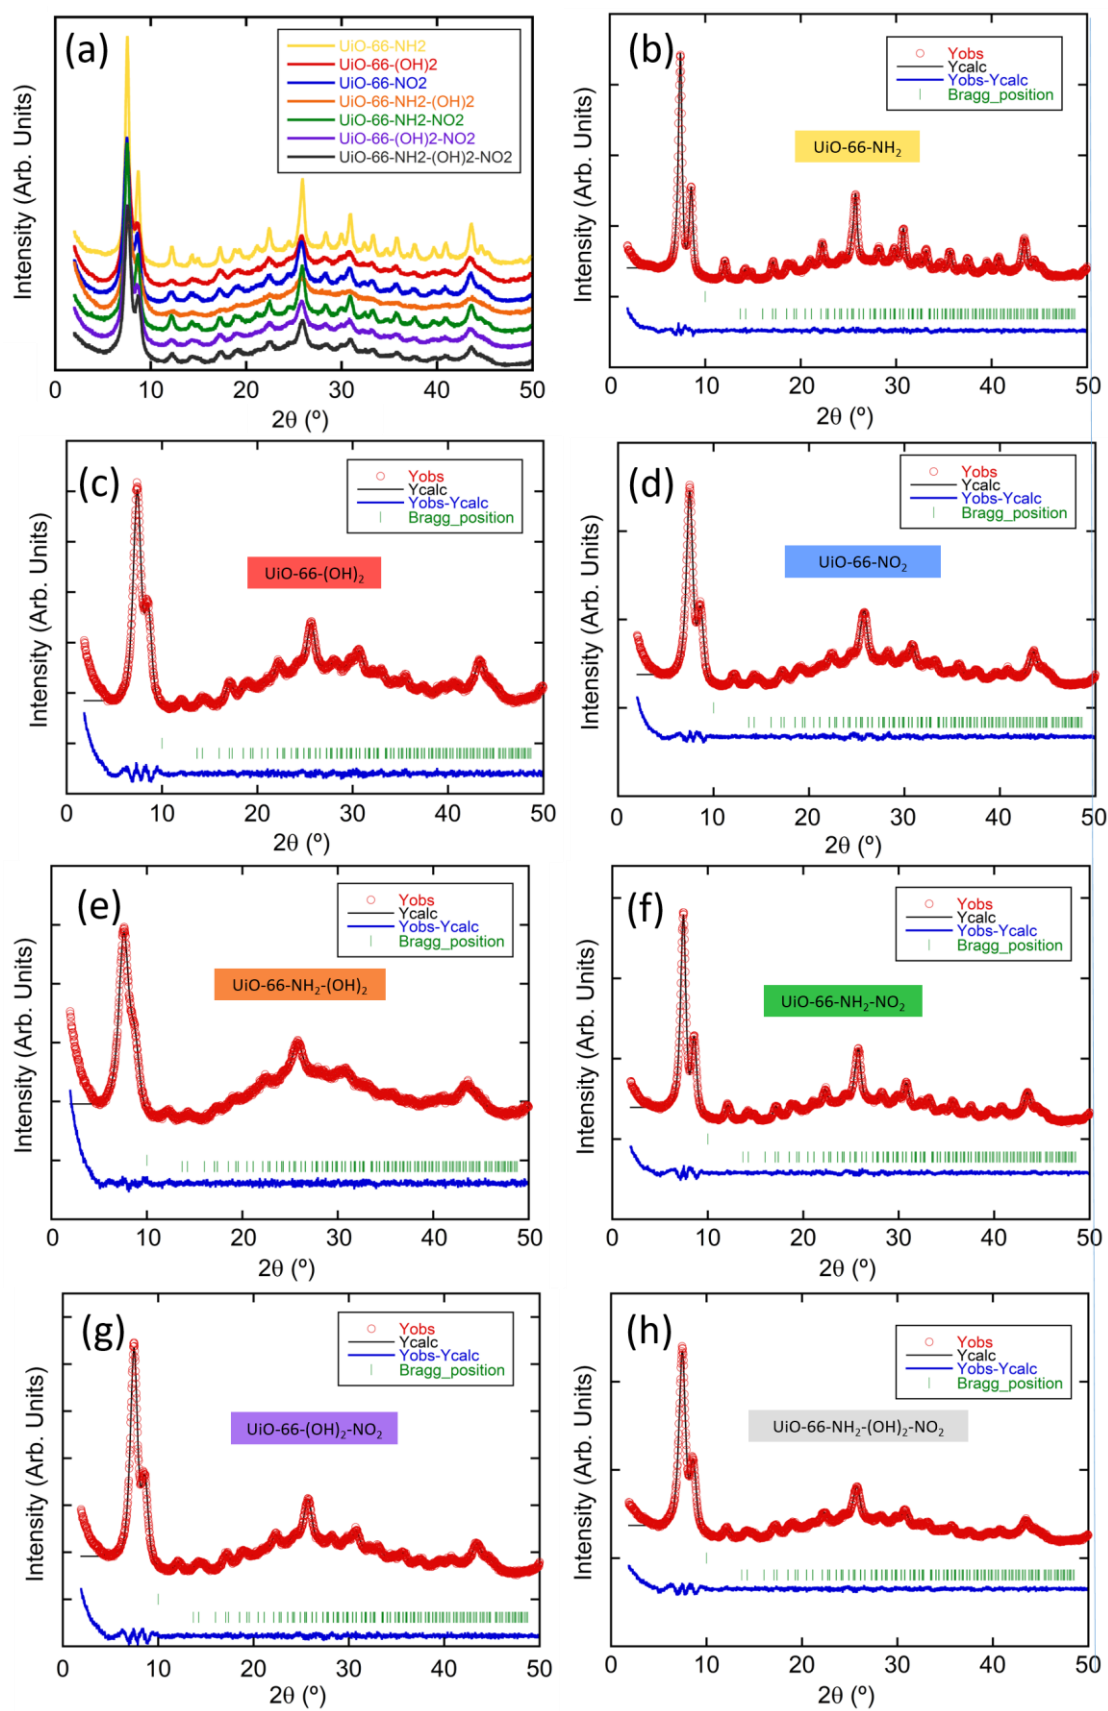 (a)
UiO-66-NH2
UiO-66-(OH)2
UiO-66-NO2
UiO-66-NH2-(OH)2
UiO-66-NH2-NO2
UiO-66-(OH)2-NO2
UiO-66-NH2-(OH)2-NO2
Intensity (Arb. Units)
0 10 20 30 40 50
2θ (º)
(b)
Yobs
Ycalc
Yobs-Ycalc
Bragg_position
UiO-66-NH₂
Intensity (Arb. Units)
0 10 20 30 40 50
2θ (º)
(c)
Yobs
Ycalc
Yobs-Ycalc
Bragg_position
UiO-66-(OH)₂
Intensity (Arb. Units)
0 10 20 30 40 50
2θ (º)
(d)
Yobs
Ycalc
Yobs-Ycalc
Bragg_position
UiO-66-NO₂
Intensity (Arb. Units)
0 10 20 30 40 50
2θ (º)
(e)
Yobs
Ycalc
Yobs-Ycalc
Bragg_position
UiO-66-NH₂-(OH)₂
Intensity (Arb. Units)
0 10 20 30 40 50
2θ (º)
(f)
Yobs
Ycalc
Yobs-Ycalc
Bragg_position
UiO-66-NH₂-NO₂
Intensity (Arb. Units)
0 10 20 30 40 50
2θ (º)
(g)
Yobs
Ycalc
Yobs-Ycalc
Bragg_position
UiO-66-(OH)₂-NO₂
Intensity (Arb. Units)
0 10 20 30 40 50
2θ (º)
(h)
Yobs
Ycalc
Yobs-Ycalc
Bragg_position
UiO-66-NH₂-(OH)₂-NO₂
Intensity (Arb. Units)
0 10 20 30 40 50
2θ (º)